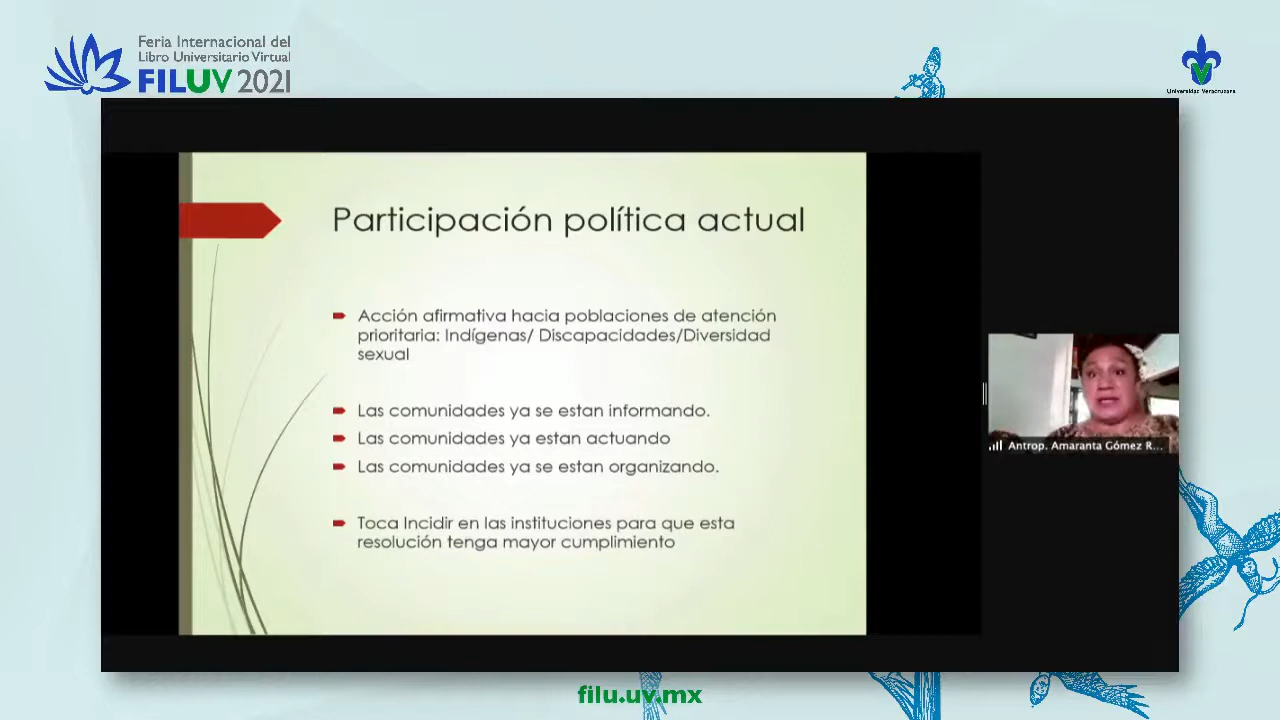 Feria Internacional del
Libro Universitario Virtual
FILUV 2021
Universidad Veracruzana
Participación política actual
Acción afirmativa hacia poblaciones de atención
prioritaria: Indígenas/ Discapacidades/Diversidad
sexual
Las comunidades ya se estan informando.
Las comunidades ya estan actuando
Las comunidades ya se estan organizando.
Toca Incidir en las instituciones para que esta
resolución tenga mayor cumplimiento
Antrop. Amaranta Gómez R...
filu.uv.mx